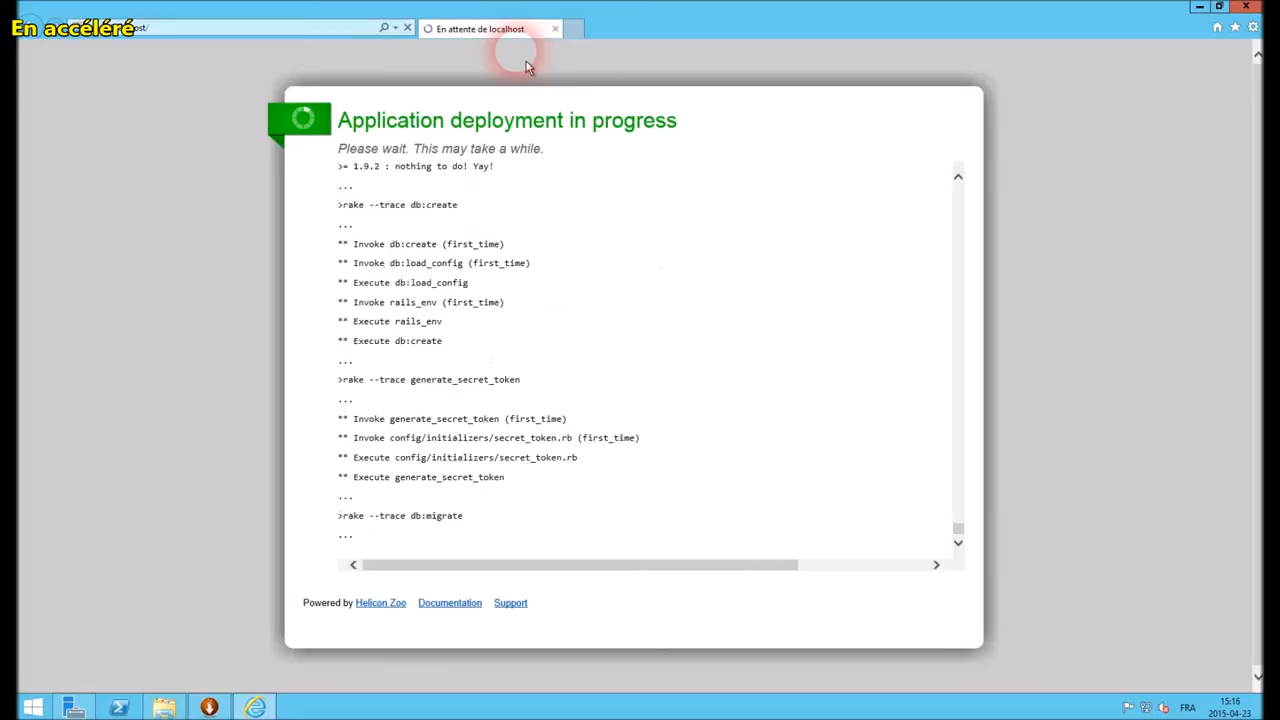 En accéléré
ost/
En attente de localhost
Application deployment in progress
Please wait. This may take a while.
>= 1.9.2 : nothing to do! Yay!
...
>rake --trace db:create
...
** Invoke db:create (first_time)
** Invoke db:load_config (first_time)
** Execute db:load_config
** Invoke rails_env (first_time)
** Execute rails_env
** Execute db:create
...
>rake --trace generate_secret_token
...
** Invoke generate_secret_token (first_time)
** Invoke config/initializers/secret_token.rb (first_time)
** Execute config/initializers/secret_token.rb
** Execute generate_secret_token
...
>rake --trace db:migrate
...
Powered by Helicon Zoo Documentation Support
FRA
15:16
2015-04-23